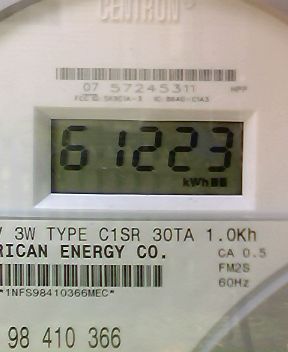 CENTRON
07 57245311
61223
kWh
V 3W TYPE C1SR 30TA 1.0Kh
RICAN ENERGY CO.
CA 0.5
FM2S
60Hz
*1NFS98410366MEC*
98 410 366